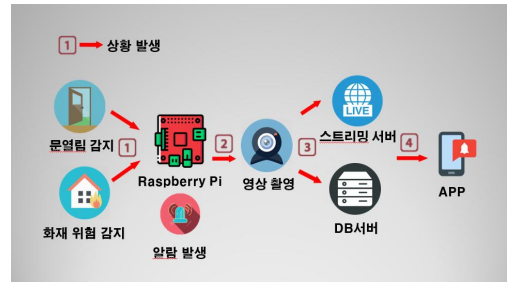 1 상황 발생
문열림 감지
1
화재 위험 감지
Raspberry Pi
알람 발생
2
영상 촬영
3
LIVE
스트리밍 서버
DB서버
4
APP